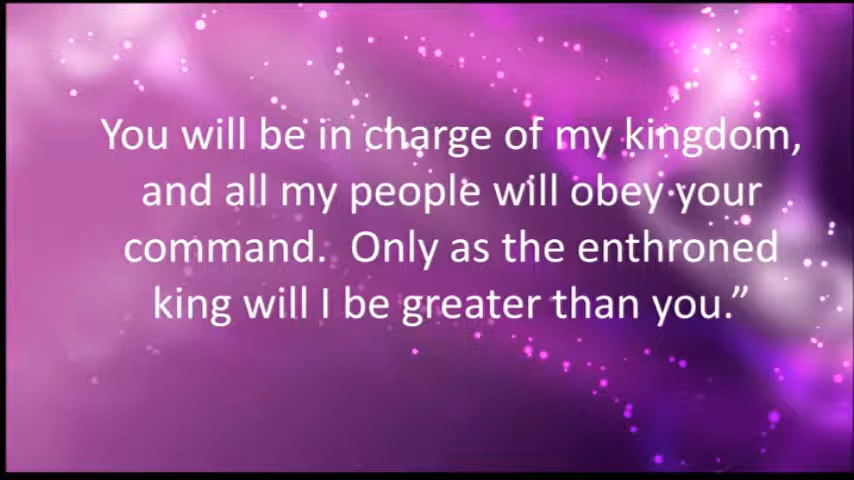 You will be in charge of my kingdom,
and all my people will obey your
command.  Only as the enthroned
king will I be greater than you.”